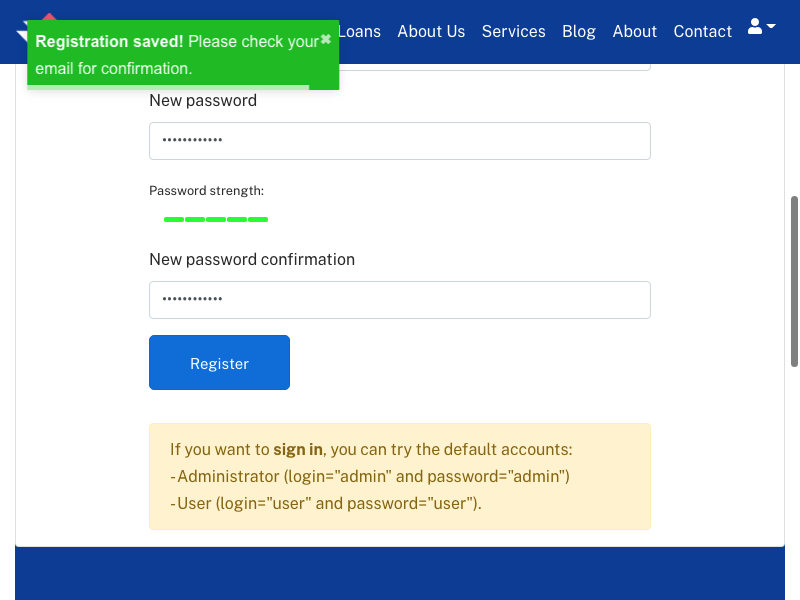 Registration saved! Please check your ✖
email for confirmation.
Loans About Us Services Blog About Contact
New password
••••••••••••
Password strength:
New password confirmation
••••••••••••
Register
If you want to sign in, you can try the default accounts:
- Administrator (login="admin" and password="admin")
- User (login="user" and password="user").